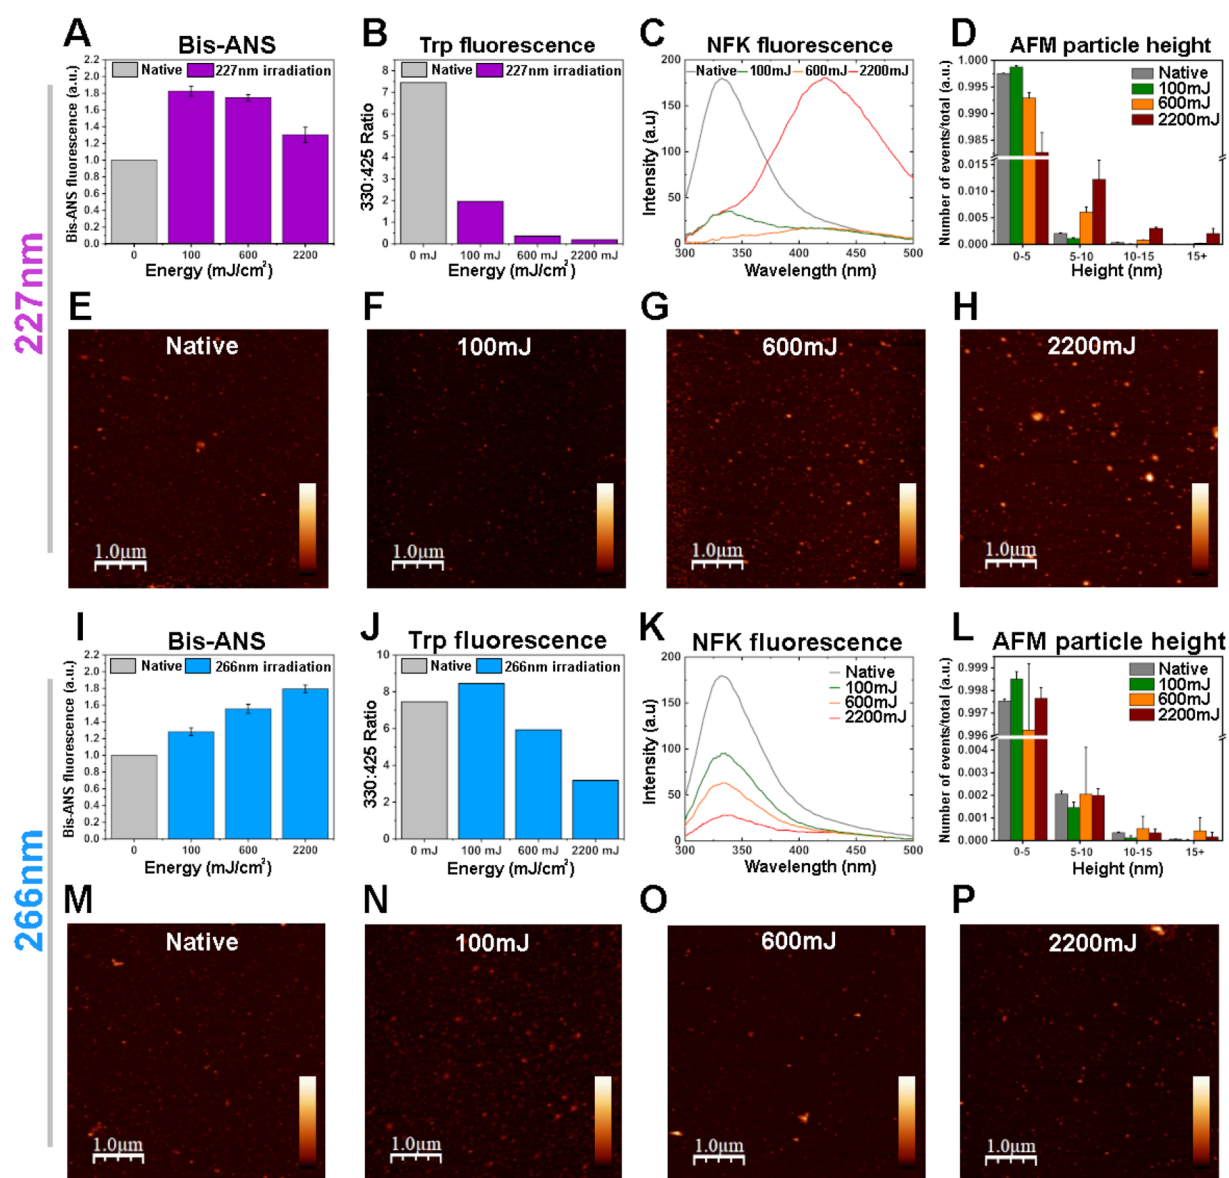 227nm
A
Bis-ANS
Native 227nm irradiation
Bis-ANS fluorescence (a.u.)
2.2
2.0
1.8
1.6
1.4
1.2
1.0
0.8
0.6
0.4
0.2
0.0
0 100 600 2200
Energy (mJ/cm²)
B
Trp fluorescence
Native 227nm irradiation
330:425 Ratio
8
7
6
5
4
3
2
1
0
0 mJ 100 mJ 600 mJ 2200 mJ
Energy (mJ/cm²)
C
NFK fluorescence
Native 100mJ 600mJ 2200mJ
Intensity (a.u)
200
150
100
50
0
300 350 400 450 500
Wavelength (nm)
D
AFM particle height
Native
100mJ
600mJ
2200mJ
Number of events/total (a.u.)
1.000
0.995
0.990
0.985
0.015
0.010
0.005
0.000
0-5 5-10 10-15 15+
Height (nm)
E
Native
1.0μm
F
100mJ
1.0μm
G
600mJ
1.0μm
H
2200mJ
1.0μm
266nm
I
Bis-ANS
Native 266nm irradiation
Bis-ANS fluorescence (a.u.)
2.2
2.0
1.8
1.6
1.4
1.2
1.0
0.8
0.6
0.4
0.2
0.0
0 100 600 2200
Energy (mJ/cm²)
J
Trp fluorescence
Native 266nm irradiation
330:425 Ratio
10
8
6
4
2
0
0 mJ 100 mJ 600 mJ 2200 mJ
Energy (mJ/cm²)
K
NFK fluorescence
Native
100mJ
600mJ
2200mJ
Intensity (a.u)
200
150
100
50
0
300 350 400 450 500
Wavelength (nm)
L
AFM particle height
Native
100mJ
600mJ
2200mJ
Number of events/total (a.u.)
0.999
0.998
0.997
0.996
0.004
0.003
0.002
0.001
0.000
0-5 5-10 10-15 15+
Height (nm)
M
Native
1.0μm
N
100mJ
1.0μm
O
600mJ
1.0μm
P
2200mJ
1.0μm